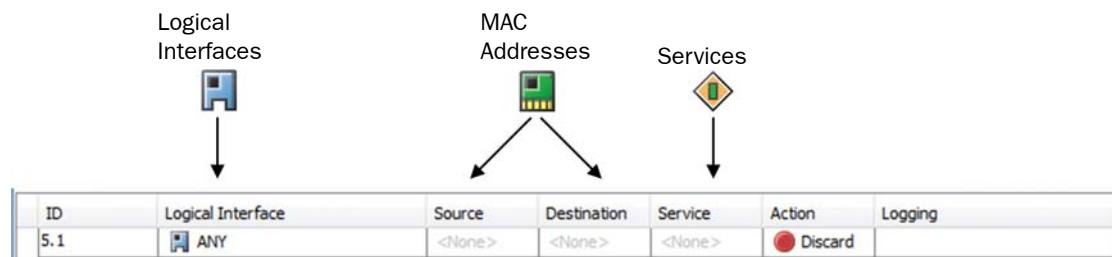 Logical
Interfaces
MAC
Addresses
Services
ID Logical Interface Source Destination Service Action Logging
5.1 ANY <None> <None> <None> Discard